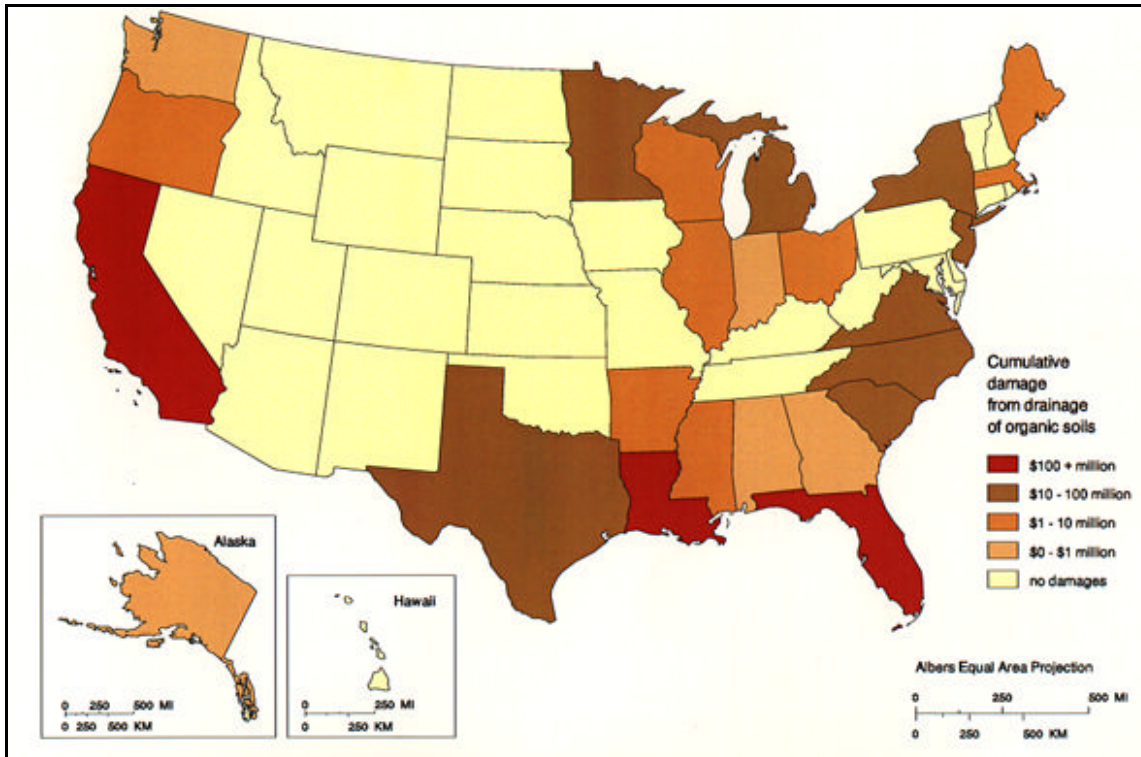 Cumulative
damage
from drainage
of organic soils
$100 + million
$10 - 100 million
$1 - 10 million
$0 - $1 million
no damages
Alaska
0 250 500 MI
0 250 500 KM
Hawaii
0 250 MI
0 250 KM
Albers Equal Area Projection
0 250 500 MI
0 250 500 KM